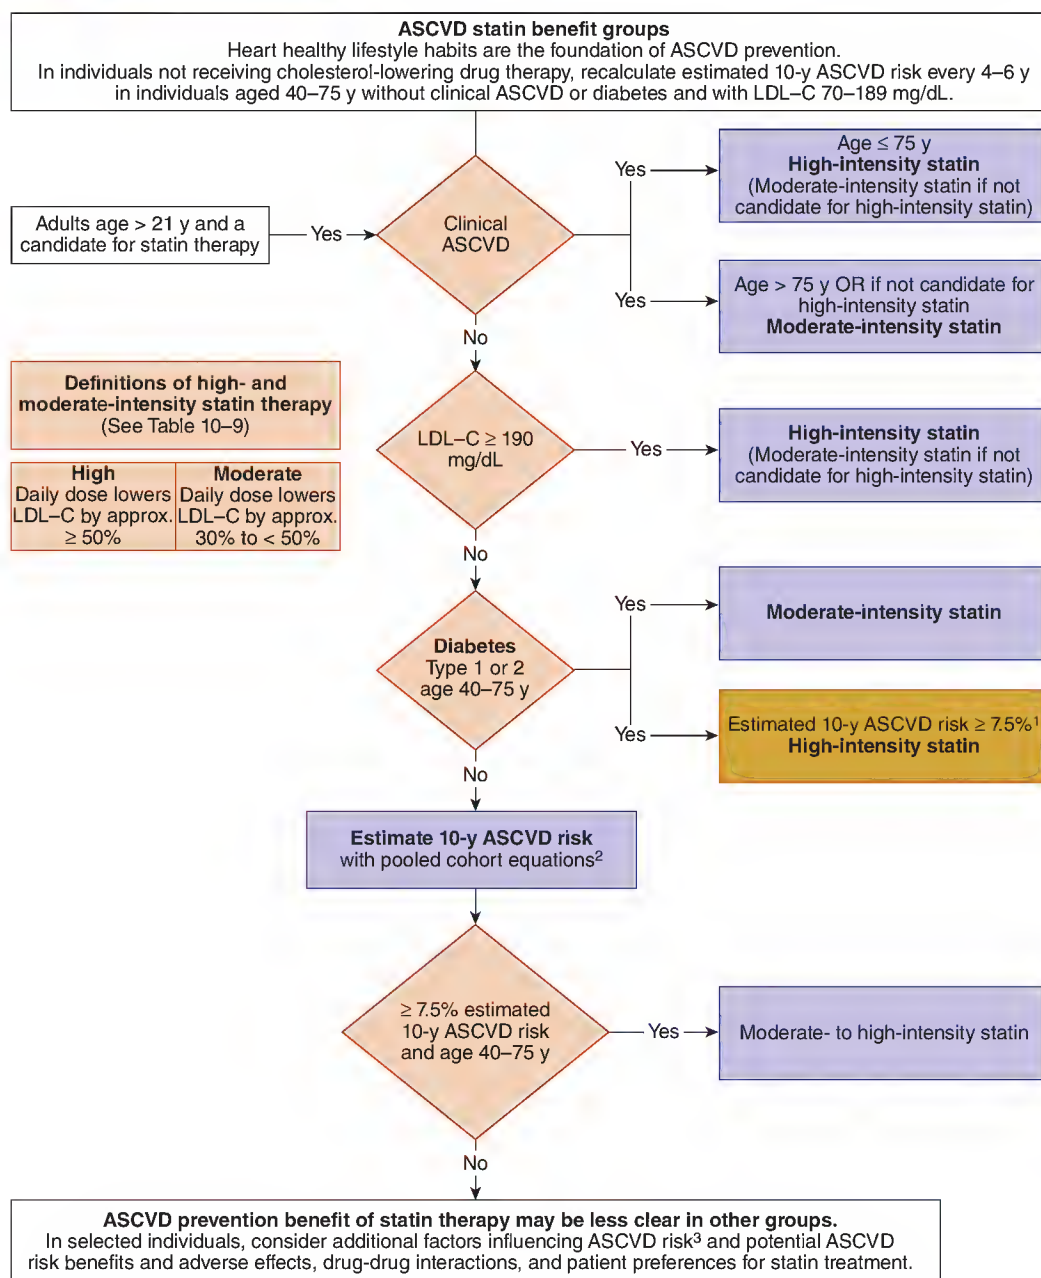 ASCVD statin benefit groups
Heart healthy lifestyle habits are the foundation of ASCVD prevention.
In individuals not receiving cholesterol-lowering drug therapy, recalculate estimated 10-y ASCVD risk every 4–6 y
in individuals aged 40–75 y without clinical ASCVD or diabetes and with LDL–C 70–189 mg/dL.
Adults age > 21 y and a
candidate for statin therapy
Yes
Clinical
ASCVD
Yes
Age ≤ 75 y
High-intensity statin
(Moderate-intensity statin if not
candidate for high-intensity statin)
Yes
Age > 75 y OR if not candidate for
high-intensity statin
Moderate-intensity statin
No
Definitions of high- and
moderate-intensity statin therapy
(See Table 10–9)
High
Daily dose lowers
LDL–C by approx.
≥ 50%
Moderate
Daily dose lowers
LDL–C by approx.
30% to < 50%
LDL–C ≥ 190
mg/dL
Yes
High-intensity statin
(Moderate-intensity statin if not
candidate for high-intensity statin)
No
Diabetes
Type 1 or 2
age 40–75 y
Yes
Moderate-intensity statin
Yes
Estimated 10-y ASCVD risk ≥ 7.5%¹
High-intensity statin
No
Estimate 10-y ASCVD risk
with pooled cohort equations²
≥ 7.5% estimated
10-y ASCVD risk
and age 40–75 y
Yes
Moderate- to high-intensity statin
No
ASCVD prevention benefit of statin therapy may be less clear in other groups.
In selected individuals, consider additional factors influencing ASCVD risk³ and potential ASCVD
risk benefits and adverse effects, drug-drug interactions, and patient preferences for statin treatment.